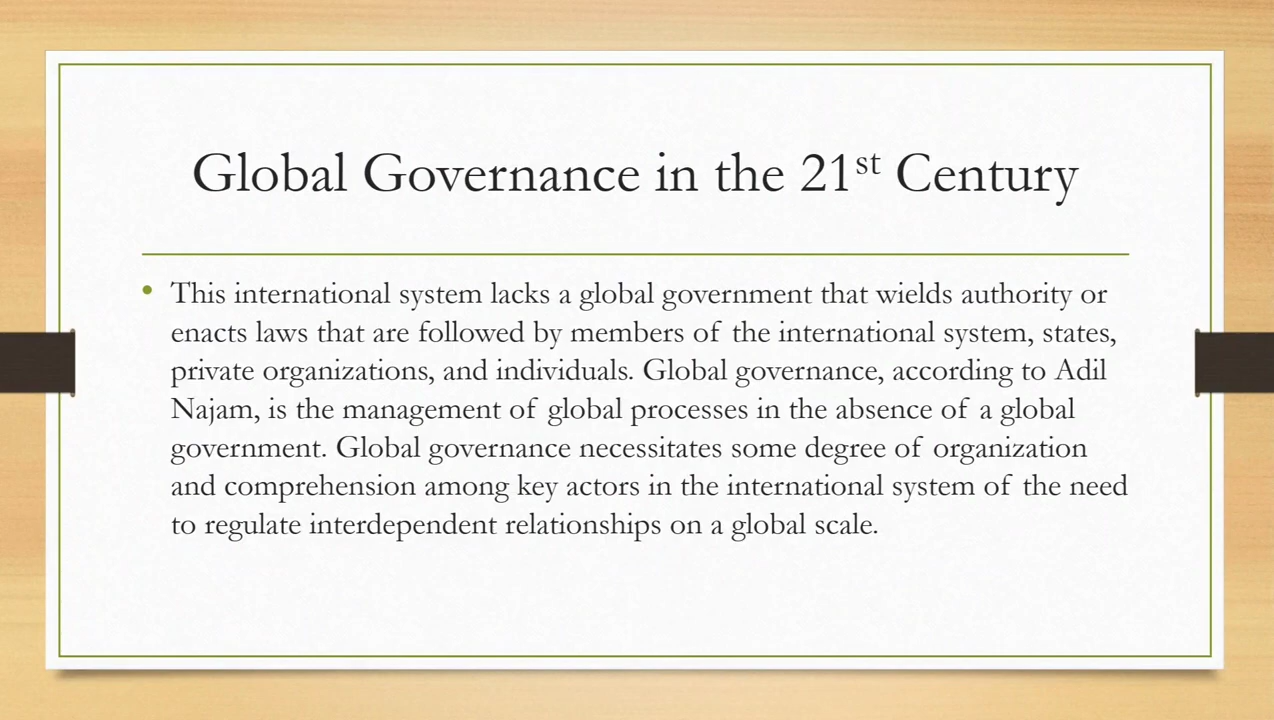 Global Governance in the 21st Century
• This international system lacks a global government that wields authority or
enacts laws that are followed by members of the international system, states,
private organizations, and individuals. Global governance, according to Adil
Najam, is the management of global processes in the absence of a global
government. Global governance necessitates some degree of organization
and comprehension among key actors in the international system of the need
to regulate interdependent relationships on a global scale.